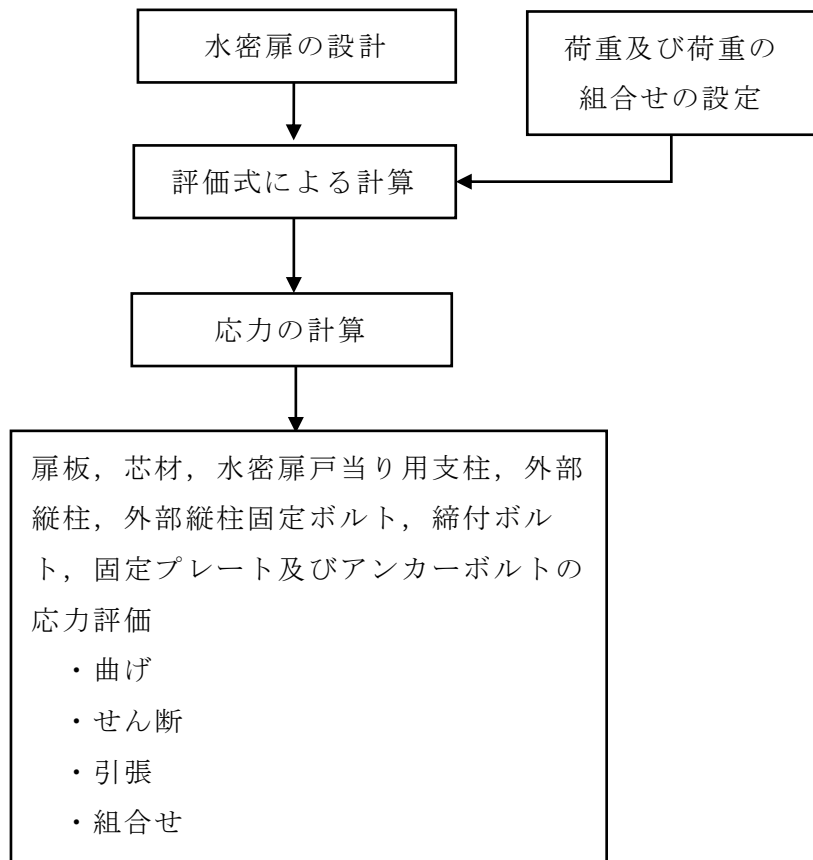 水密扉の設計
荷重及び荷重の
組合せの設定
評価式による計算
応力の計算
扉板，芯材，水密扉戸当り用支柱，外部
縦柱，外部縦柱固定ボルト，締付ボル
ト，固定プレート及びアンカーボルトの
応力評価
・曲げ
・せん断
・引張
・組合せ